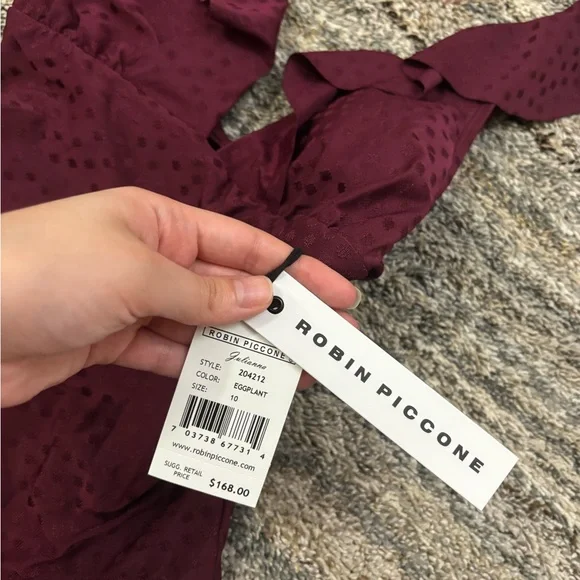 ROBIN PICCONE
ROBIN PICCONE
Julianna
STYLE: 204212
COLOR: EGGPLANT
SIZE: 10
7 03738 67731 4
www.robinpiccone.com
SUGG. RETAIL
PRICE $168.00